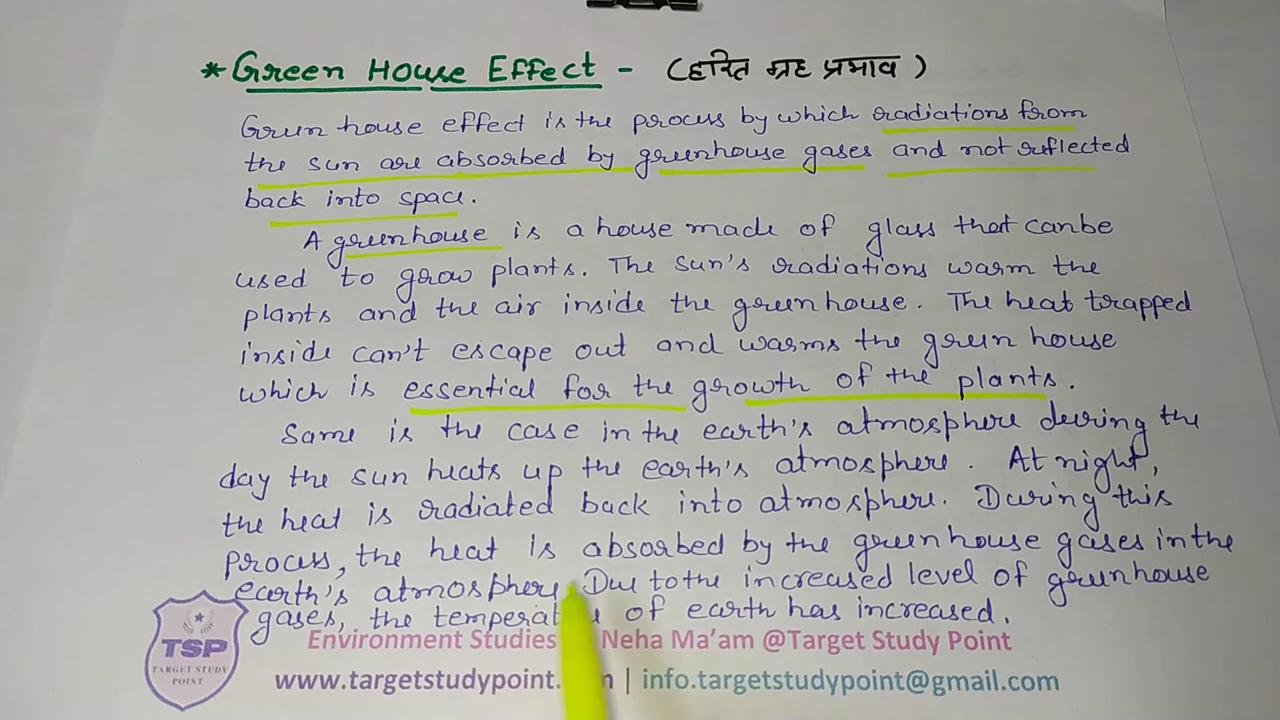 * Green House Effect - (हरित ग्रह प्रभाव)
Green house effect is the process by which radiations from
the sun are absorbed by greenhouse gases and not reflected
back into space.
A greenhouse is a house made of glass that can be
used to grow plants. The sun's radiations warm the
plants and the air inside the greenhouse. The heat trapped
inside can't escape out and warms the green house
which is essential for the growth of the plants.
Same is the case in the earth's atmosphere during the
day the sun heats up the earth's atmosphere. At night,
the heat is radiated back into atmosphere. During this
process, the heat is absorbed by the greenhouse gases in the
earth's atmosphere Due to the increased level of greenhouse
gases, the of earth has increased.
Environment Studies Neha Ma'am @Target Study Point
TSP
TARGET STUDY
POINT
www.targetstudypoint. | info.targetstudypoint@gmail.com